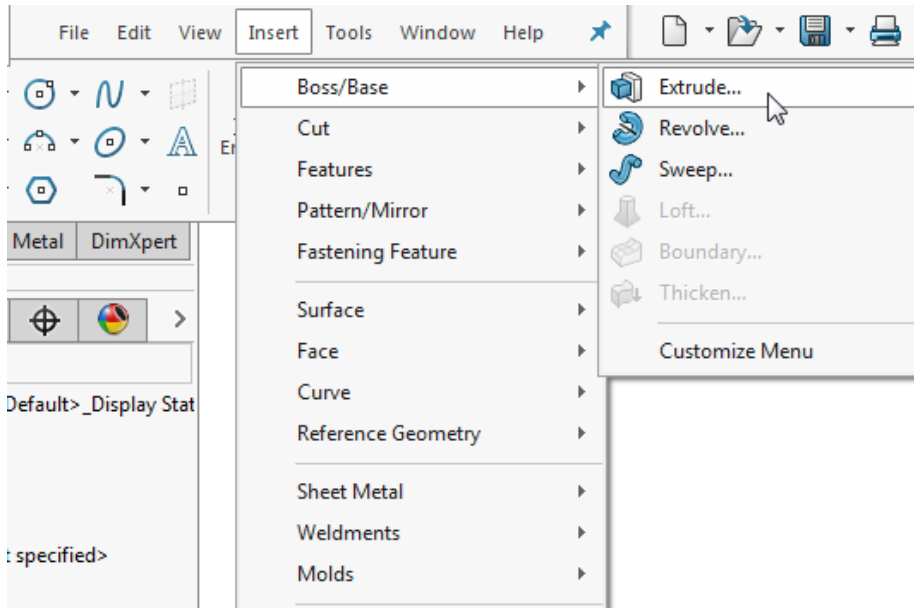 File Edit View Insert Tools Window Help
Boss/Base
Extrude...
Cut
Revolve...
Features
Sweep...
Pattern/Mirror
Loft...
Fastening Feature
Boundary...
Thicken...
Surface
Face
Customize Menu
Curve
Reference Geometry
Sheet Metal
Weldments
Molds
A
Metal DimXpert
Default>_Display Stat
specified>